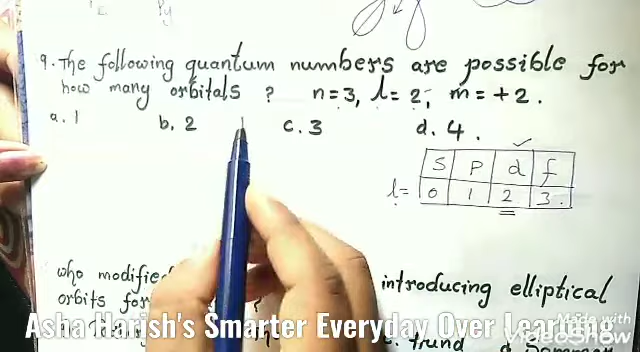 Py
9. The following quantum numbers are possible for
how many orbitals ? n = 3, l = 2, m = + 2 .
a. 1 b. 2 c. 3 d. 4 .
S P d f
l = 0 1 2 3 .
who modified introducing elliptical
orbits for
Asha Harish's Smarter Everyday Over Learning
Made with
VideoShow